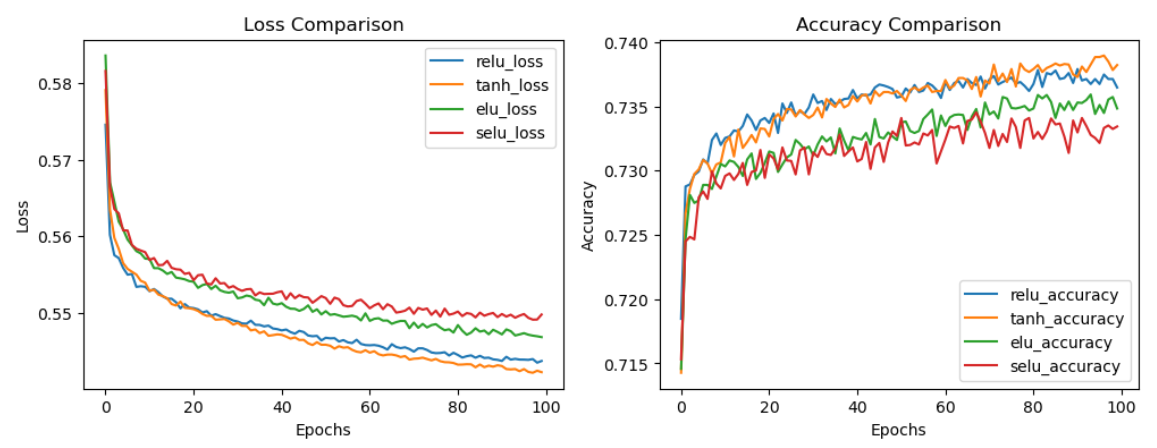 Loss Comparison
0.58
0.57
0.56
0.55
Loss
0 20 40 60 80 100
Epochs
relu_loss
tanh_loss
elu_loss
selu_loss
Accuracy Comparison
0.740
0.735
0.730
0.725
0.720
0.715
Accuracy
0 20 40 60 80 100
Epochs
relu_accuracy
tanh_accuracy
elu_accuracy
selu_accuracy